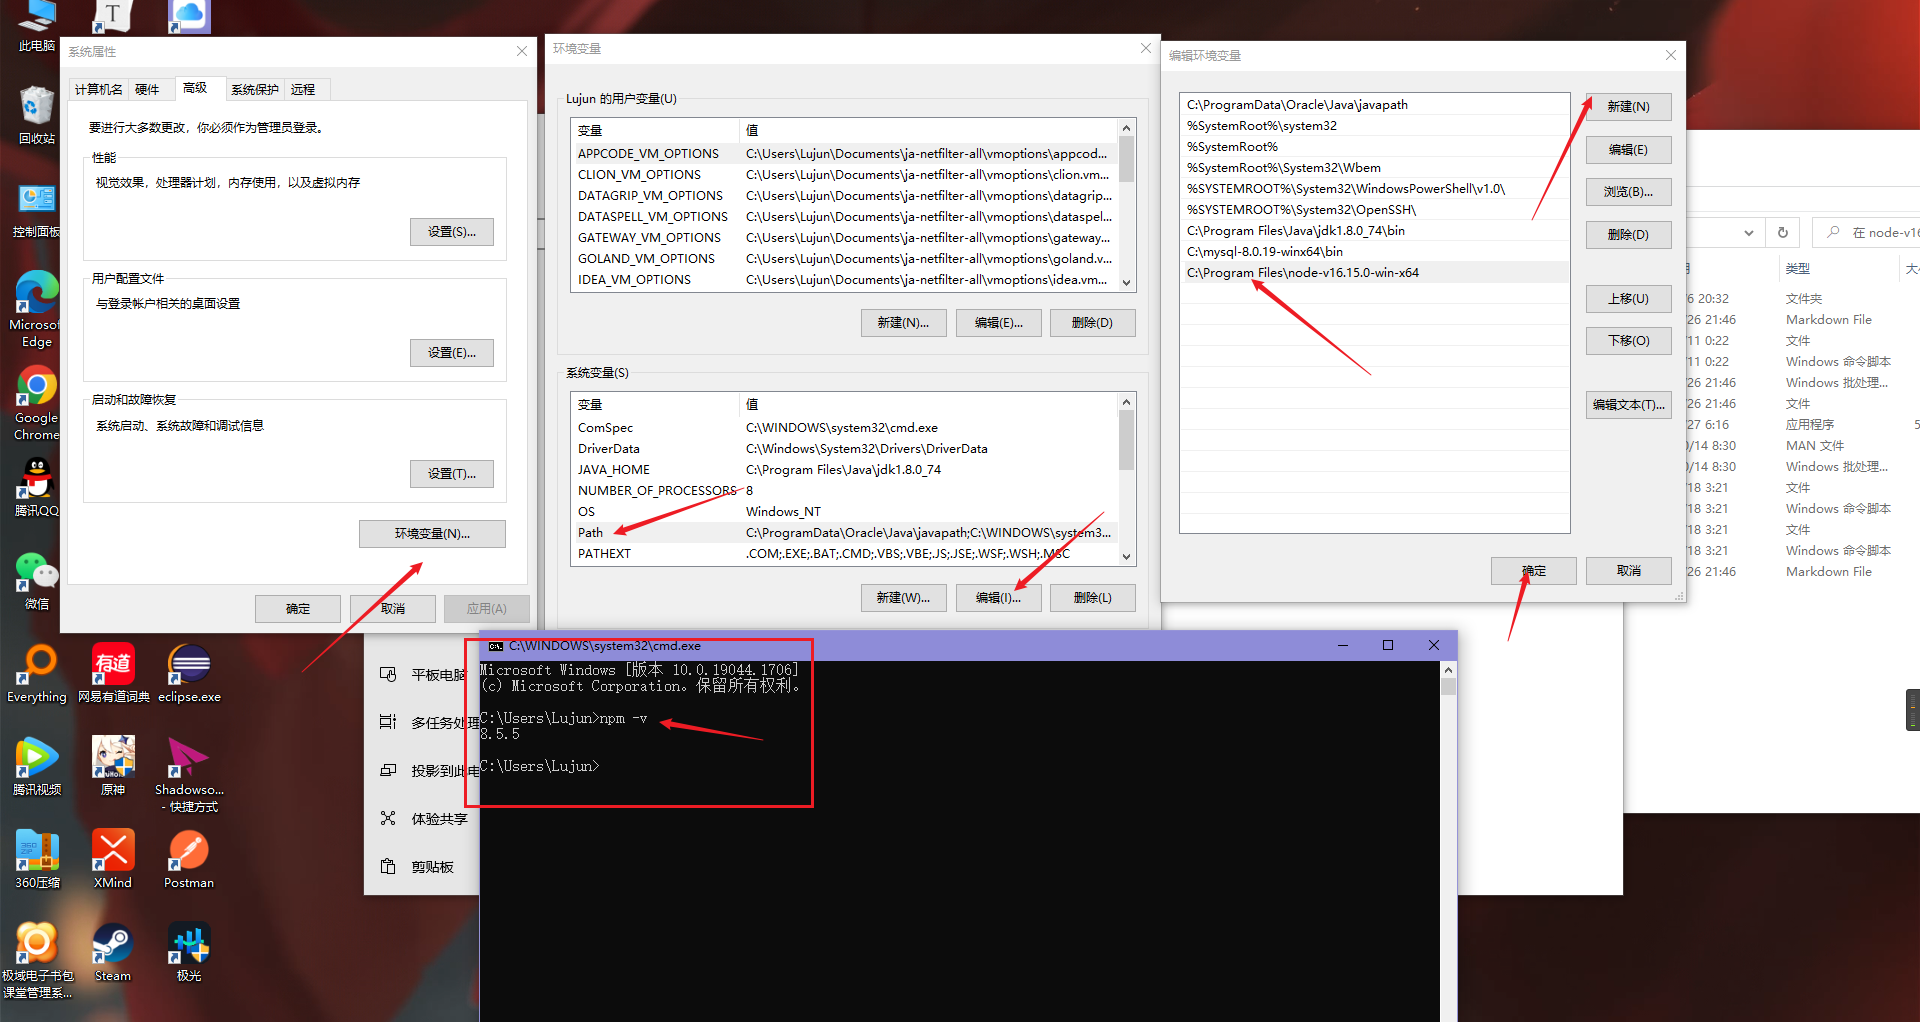 此电脑
回收站
控制面板
Microsof
Edge
Google
Chrome
腾讯QQ
微信
Everything
网易有道词典
eclipse.exe
腾讯视频
原神
Shadowso...
- 快捷方式
360压缩
XMind
Postman
极域电子书包
课堂管理系...
Steam
极光
系统属性
计算机名
硬件
高级
系统保护
远程
要进行大多数更改，你必须作为管理员登录。
性能
视觉效果，处理器计划，内存使用，以及虚拟内存
设置(S)...
用户配置文件
与登录帐户相关的桌面设置
设置(E)...
启动和故障恢复
系统启动、系统故障和调试信息
设置(T)...
环境变量(N)...
确定
取消
应用(A)
环境变量
Lujun 的用户变量(U)
变量 值
APPCODE_VM_OPTIONS C:\Users\Lujun\Documents\ja-netfilter-all\vmoptions\appcod...
CLION_VM_OPTIONS C:\Users\Lujun\Documents\ja-netfilter-all\vmoptions\clion.vm...
DATAGRIP_VM_OPTIONS C:\Users\Lujun\Documents\ja-netfilter-all\vmoptions\datagrip...
DATASPELL_VM_OPTIONS C:\Users\Lujun\Documents\ja-netfilter-all\vmoptions\dataspel...
GATEWAY_VM_OPTIONS C:\Users\Lujun\Documents\ja-netfilter-all\vmoptions\gateway...
GOLAND_VM_OPTIONS C:\Users\Lujun\Documents\ja-netfilter-all\vmoptions\goland.v...
IDEA_VM_OPTIONS C:\Users\Lujun\Documents\ja-netfilter-all\vmoptions\idea.vm...
新建(N)...
编辑(E)...
删除(D)
系统变量(S)
变量 值
ComSpec C:\WINDOWS\system32\cmd.exe
DriverData C:\Windows\System32\Drivers\DriverData
JAVA_HOME C:\Program Files\Java\jdk1.8.0_74
NUMBER_OF_PROCESSORS 8
OS Windows_NT
Path C:\ProgramData\Oracle\Java\javapath;C:\WINDOWS\system3...
PATHEXT .COM;.EXE;.BAT;.CMD;.VBS;.VBE;.JS;.JSE;.WSF;.WSH;.MSC
新建(W)...
编辑(I)...
删除(L)
编辑环境变量
C:\ProgramData\Oracle\Java\javapath
%SystemRoot%\system32
%SystemRoot%
%SystemRoot%\System32\Wbem
%SYSTEMROOT%\System32\WindowsPowerShell\v1.0\
%SYSTEMROOT%\System32\OpenSSH\
C:\Program Files\Java\jdk1.8.0_74\bin
C:\mysql-8.0.19-winx64\bin
C:\Program Files\node-v16.15.0-win-x64
新建(N)
编辑(E)
浏览(B)...
删除(D)
上移(U)
下移(O)
编辑文本(T)...
确定
取消
在 node-v16
期 类型 大小
6 20:32 文件夹
26 21:46 Markdown File
11 0:22 文件
11 0:22 Windows 命令脚本
26 21:46 Windows 批处理...
26 21:46 文件
27 6:16 应用程序 5
0/14 8:30 MAN 文件
0/14 8:30 Windows 批处理...
18 3:21 文件
18 3:21 Windows 命令脚本
18 3:21 文件
18 3:21 Windows 命令脚本
26 21:46 Markdown File
平板电脑
多任务处理
投影到此电
体验共享
剪贴板
C:\WINDOWS\system32\cmd.exe
Microsoft Windows [版本 10.0.19044.1706]
(c) Microsoft Corporation。保留所有权利。
C:\Users\Lujun>npm -v
8.5.5
C:\Users\Lujun>